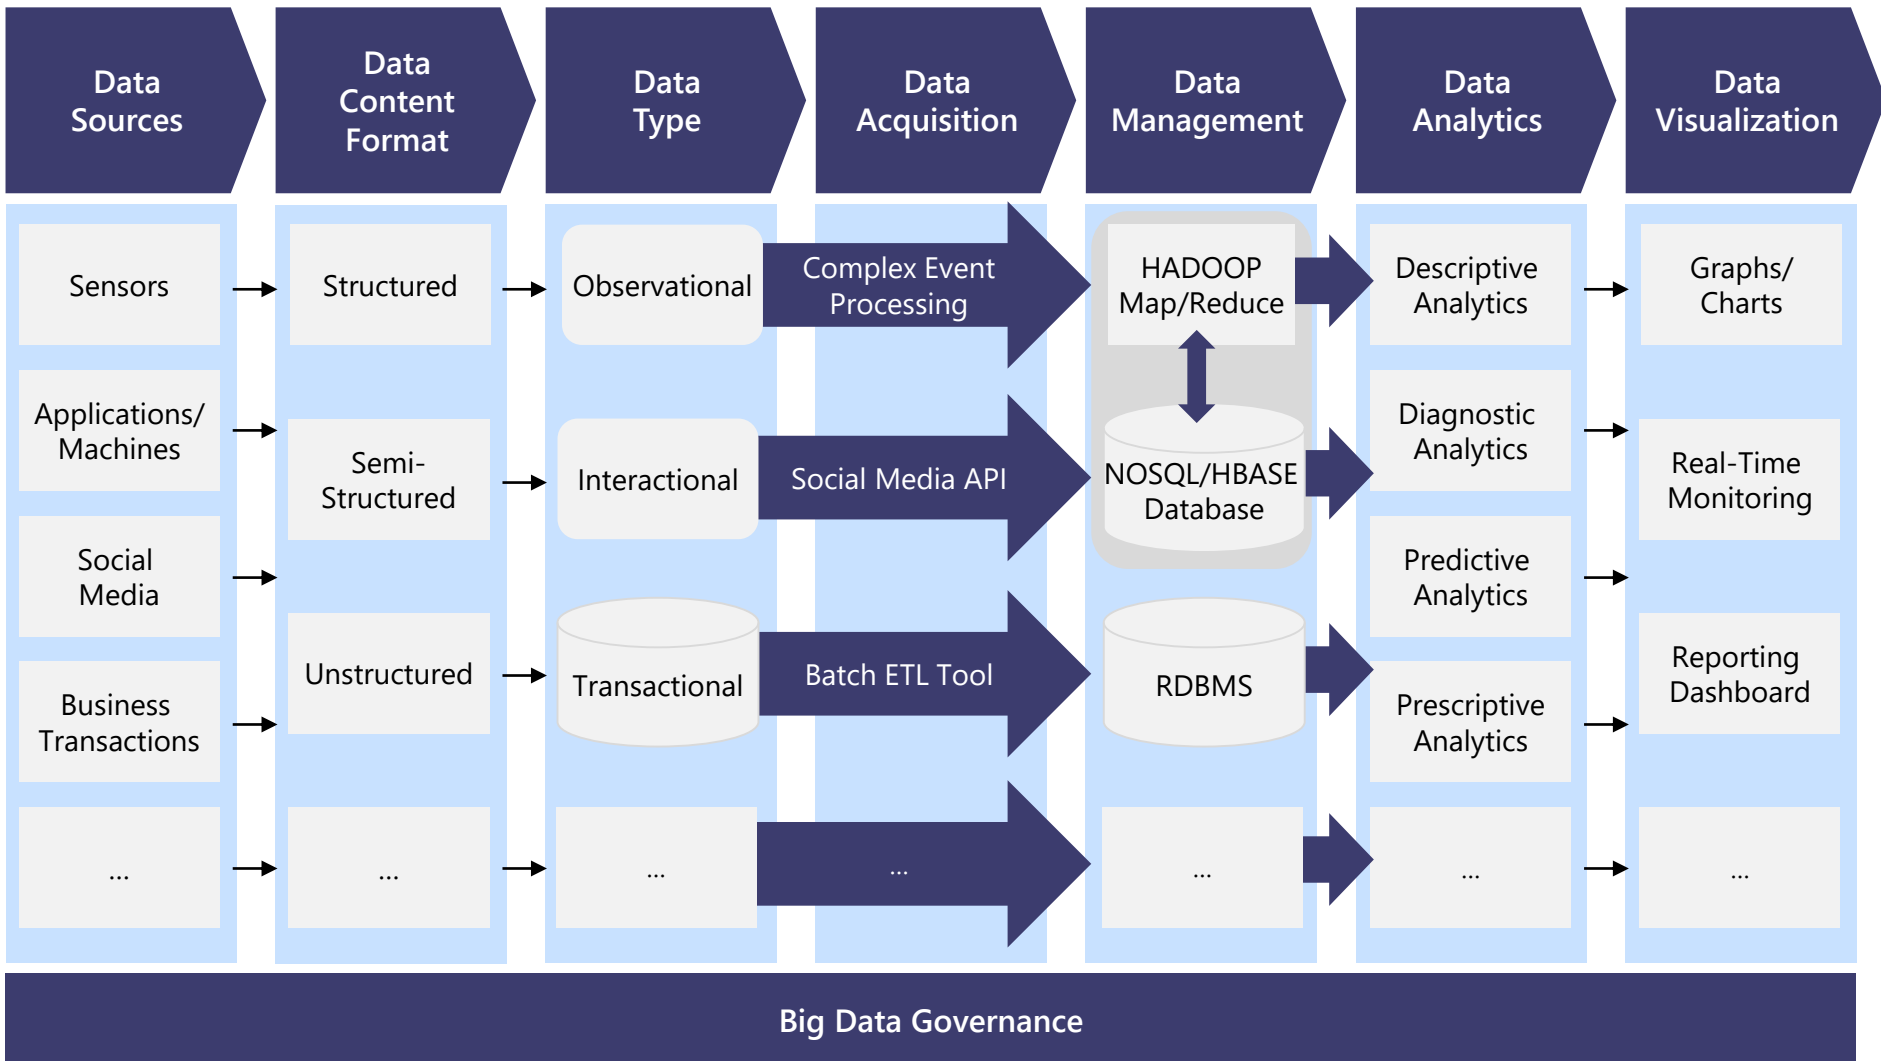 Data
Sources
Data
Content
Format
Data
Type
Data
Acquisition
Data
Management
Data
Analytics
Data
Visualization
Sensors
Applications/
Machines
Social
Media
Business
Transactions
...
Structured
Semi-
Structured
Unstructured
...
Observational
Interactional
Transactional
...
Complex Event
Processing
Social Media API
Batch ETL Tool
...
HADOOP
Map/Reduce
NOSQL/HBASE
Database
RDBMS
...
Descriptive
Analytics
Diagnostic
Analytics
Predictive
Analytics
Prescriptive
Analytics
...
Graphs/
Charts
Real-Time
Monitoring
Reporting
Dashboard
...
Big Data Governance